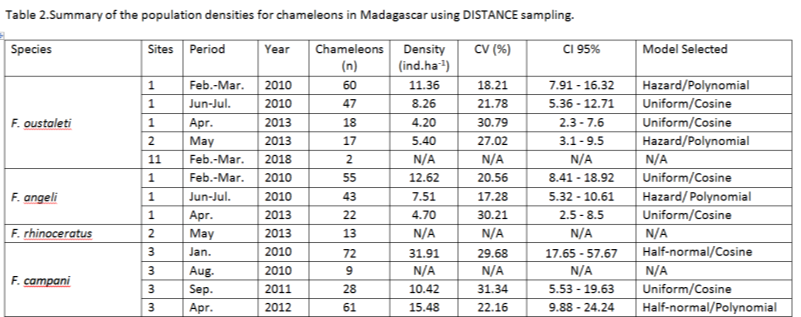 Table 2.Summary of the population densities for chameleons in Madagascar using DISTANCE sampling.
Species Sites Period Year Chameleons (n) Density (ind.ha⁻¹) CV (%) CI 95% Model Selected
F. oustaleti
1 Feb.-Mar. 2010 60 11.36 18.21 7.91 - 16.32 Hazard/Polynomial
1 Jun-Jul. 2010 47 8.26 21.78 5.36 - 12.71 Uniform/Cosine
1 Apr. 2013 18 4.20 30.79 2.3 - 7.6 Uniform/Cosine
2 May 2013 17 5.40 27.02 3.1 - 9.5 Hazard/Polynomial
11 Feb.-Mar. 2018 2 N/A N/A N/A N/A
F. angeli
1 Feb.-Mar. 2010 55 12.62 20.56 8.41 - 18.92 Uniform/Cosine
1 Jun-Jul. 2010 43 7.51 17.28 5.32 - 10.61 Hazard/ Polynomial
1 Apr. 2013 22 4.70 30.21 2.5 - 8.5 Uniform/Cosine
F. rhinoceratus 2 May 2013 13 N/A N/A N/A N/A
F. campani
3 Jan. 2010 72 31.91 29.68 17.65 - 57.67 Half-normal/Cosine
3 Aug. 2010 9 N/A N/A N/A N/A
3 Sep. 2011 28 10.42 31.34 5.53 - 19.63 Uniform/Cosine
3 Apr. 2012 61 15.48 22.16 9.88 - 24.24 Half-normal/Polynomial